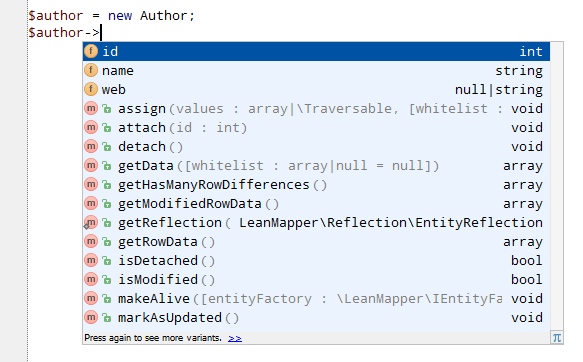 $author = new Author;
$author->
f id int
f name string
f web null|string
m assign(values : array|\Traversable, [whitelist : void
m attach(id : int) void
m detach() void
m getData([whitelist : array|null = null]) array
m getHasManyRowDifferences() array
m getModifiedRowData() array
m getReflection( LeanMapper\Reflection\EntityReflection
m getRowData() array
m isDetached() bool
m isModified() bool
m makeAlive([entityFactory : \LeanMapper\IEntityFa void
m markAsUpdated() void
Press again to see more variants. >> π